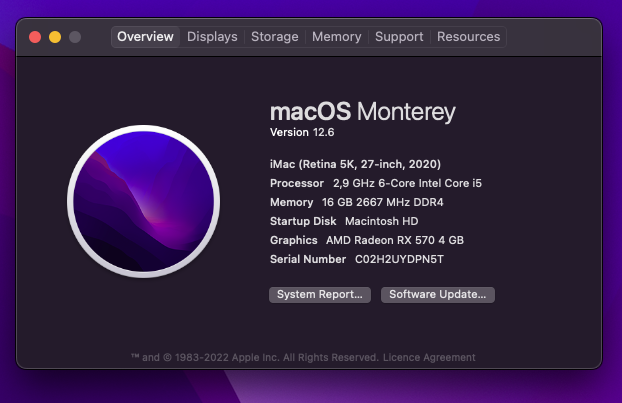 Overview Displays Storage Memory Support Resources
macOS Monterey
Version 12.6
iMac (Retina 5K, 27-inch, 2020)
Processor 2,9 GHz 6-Core Intel Core i5
Memory 16 GB 2667 MHz DDR4
Startup Disk Macintosh HD
Graphics AMD Radeon RX 570 4 GB
Serial Number C02H2UYDPN5T
System Report... Software Update...
™ and © 1983-2022 Apple Inc. All Rights Reserved. Licence Agreement